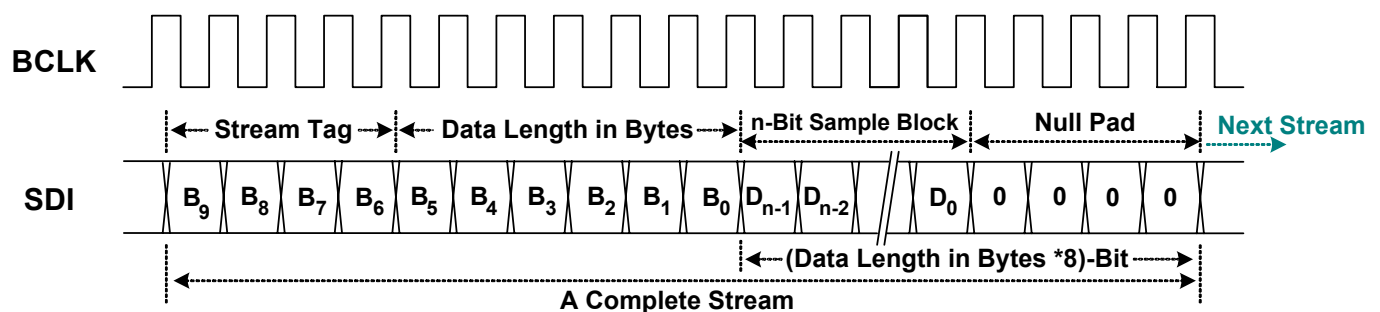 BCLK
Stream Tag Data Length in Bytes n-Bit Sample Block Null Pad Next Stream
SDI B9 B8 B7 B6 B5 B4 B3 B2 B1 B0 Dn-1 Dn-2 D0 0 0 0 0
(Data Length in Bytes *8)-Bit
A Complete Stream